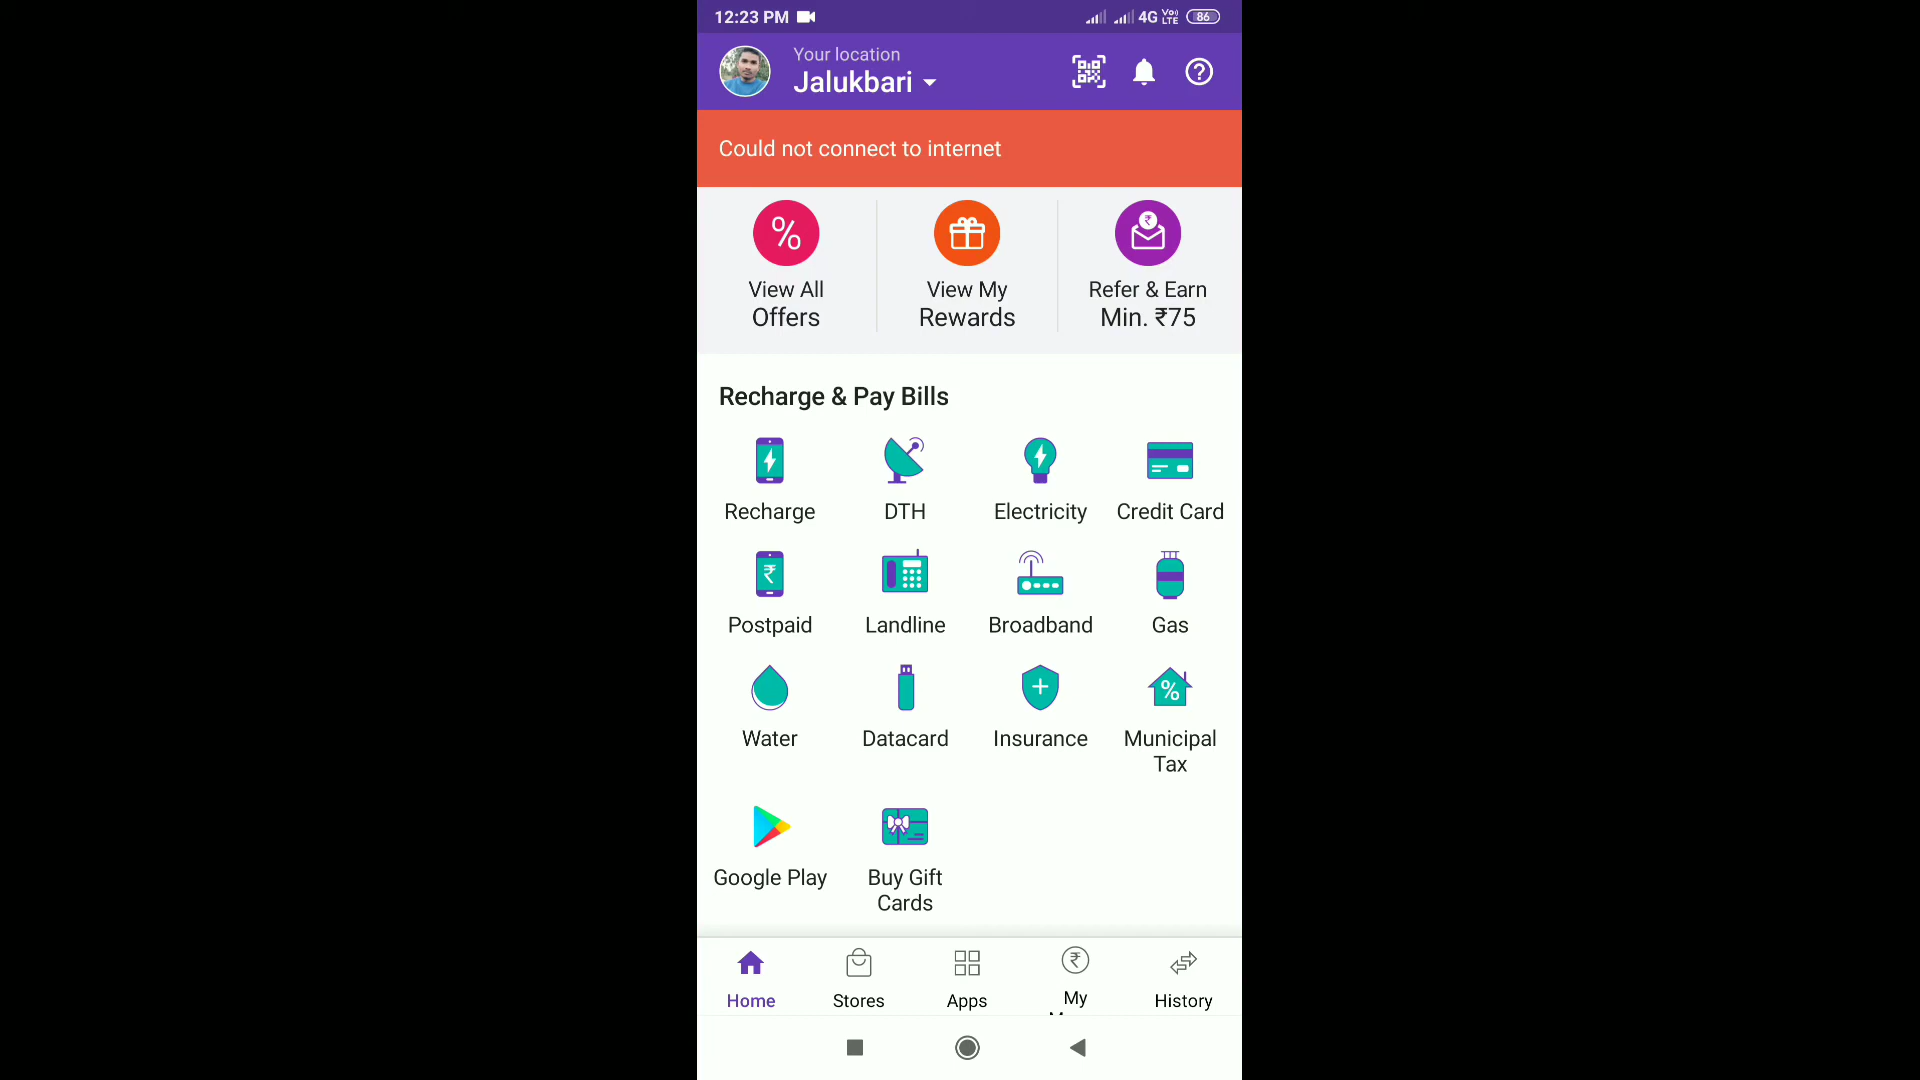 12:23 PM 4G Vo)) LTE 86
Your location
Jalukbari
Could not connect to internet
%
View All
Offers
View My
Rewards
₹
Refer & Earn
Min. ₹75
Recharge & Pay Bills
Recharge DTH Electricity Credit Card
₹
Postpaid Landline Broadband Gas
%
Water Datacard Insurance Municipal
Tax
Google Play Buy Gift
Cards
₹
Home Stores Apps My History